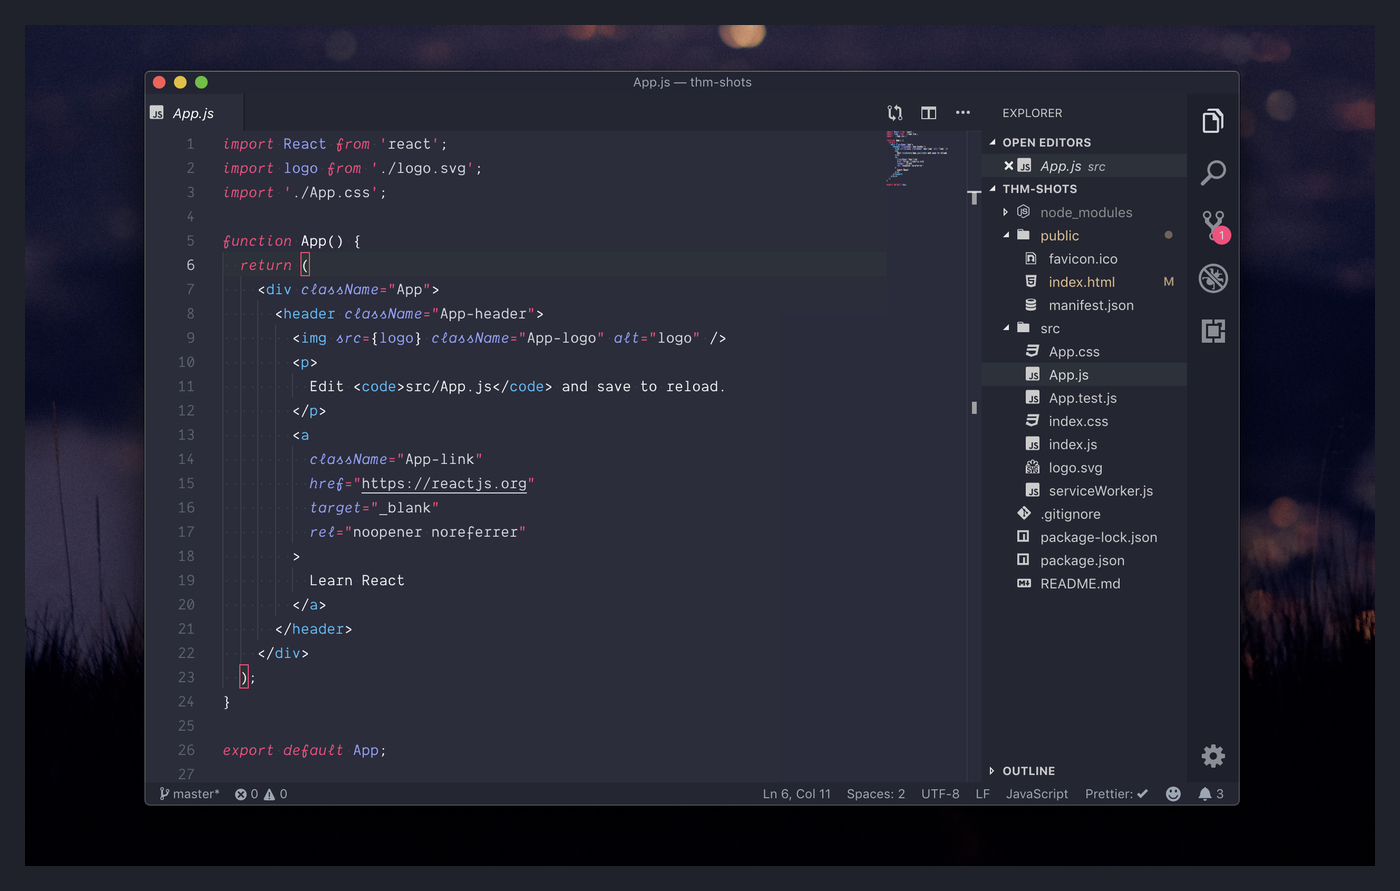 App.js — thm-shots
App.js
1 import React from 'react';
2 import logo from './logo.svg';
3 import './App.css';
4
5 function App() {
6 return (
7 <div className="App">
8 <header className="App-header">
9 <img src={logo} className="App-logo" alt="logo" />
10 <p>
11 Edit <code>src/App.js</code> and save to reload.
12 </p>
13 <a
14 className="App-link"
15 href="https://reactjs.org"
16 target="_blank"
17 rel="noopener noreferrer"
18 >
19 Learn React
20 </a>
21 </header>
22 </div>
23 );
24 }
25
26 export default App;
27
EXPLORER
OPEN EDITORS
App.js src
THM-SHOTS
node_modules
public
favicon.ico
index.html M
manifest.json
src
App.css
JS App.js
JS App.test.js
index.css
JS index.js
logo.svg
JS serviceWorker.js
.gitignore
package-lock.json
package.json
README.md
OUTLINE
1
master* 0 0 Ln 6, Col 11 Spaces: 2 UTF-8 LF JavaScript Prettier: ✓ 3